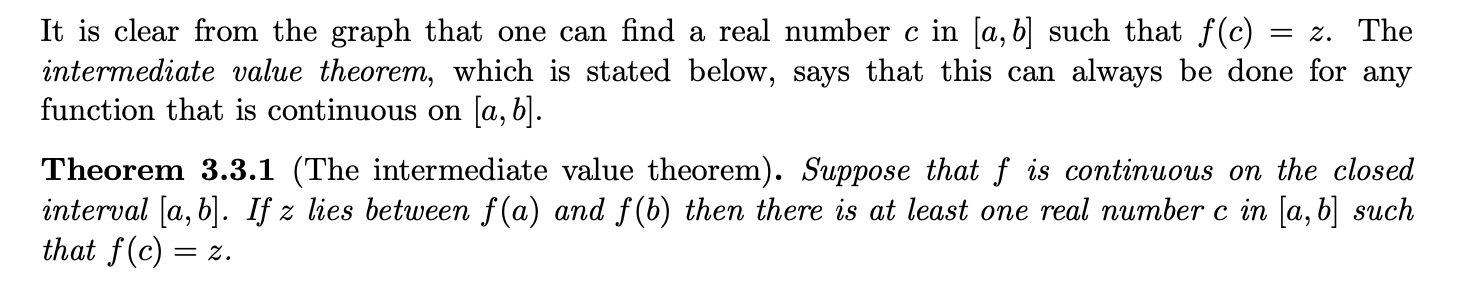 It is clear from the graph that one can find a real number c in [a, b] such that f(c) = z. The
intermediate value theorem, which is stated below, says that this can always be done for any
function that is continuous on [a, b].
Theorem 3.3.1 (The intermediate value theorem). Suppose that f is continuous on the closed
interval [a, b]. If z lies between f(a) and f(b) then there is at least one real number c in [a, b] such
that f(c) = z.